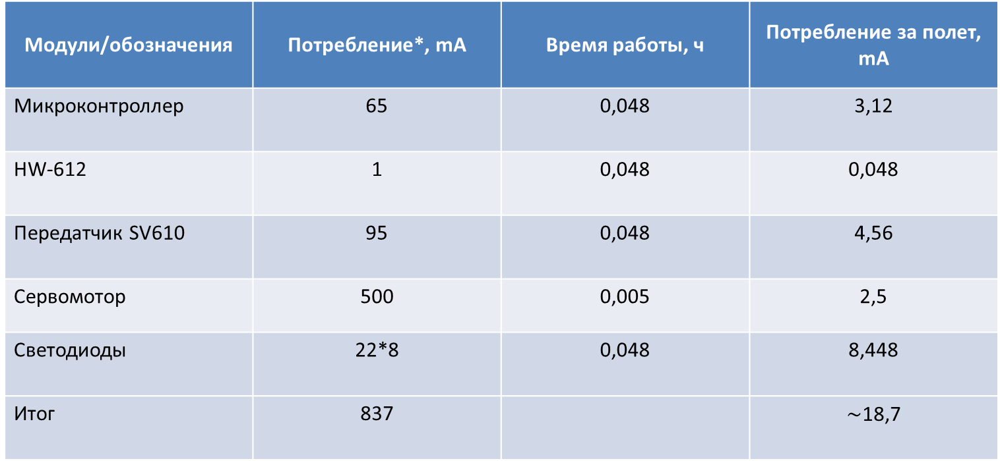 Модули/обозначения Потребление*, mA Время работы, ч Потребление за полет, mA
Микроконтроллер 65 0,048 3,12
HW-612 1 0,048 0,048
Передатчик SV610 95 0,048 4,56
Сервомотор 500 0,005 2,5
Светодиоды 22*8 0,048 8,448
Итог 837 ~18,7